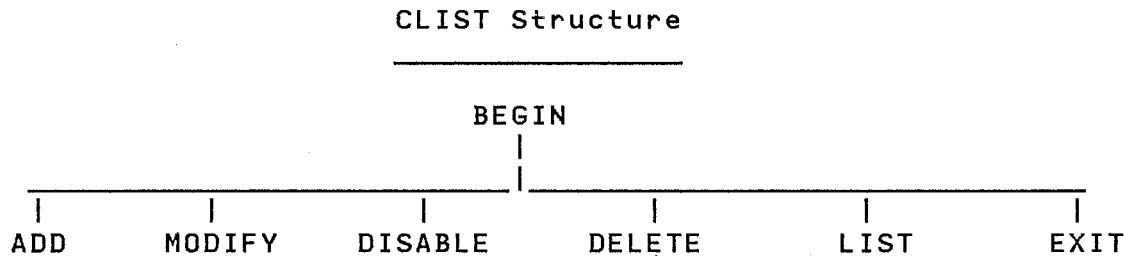 CLIST Structure
BEGIN
ADD MODIFY DISABLE DELETE LIST EXIT